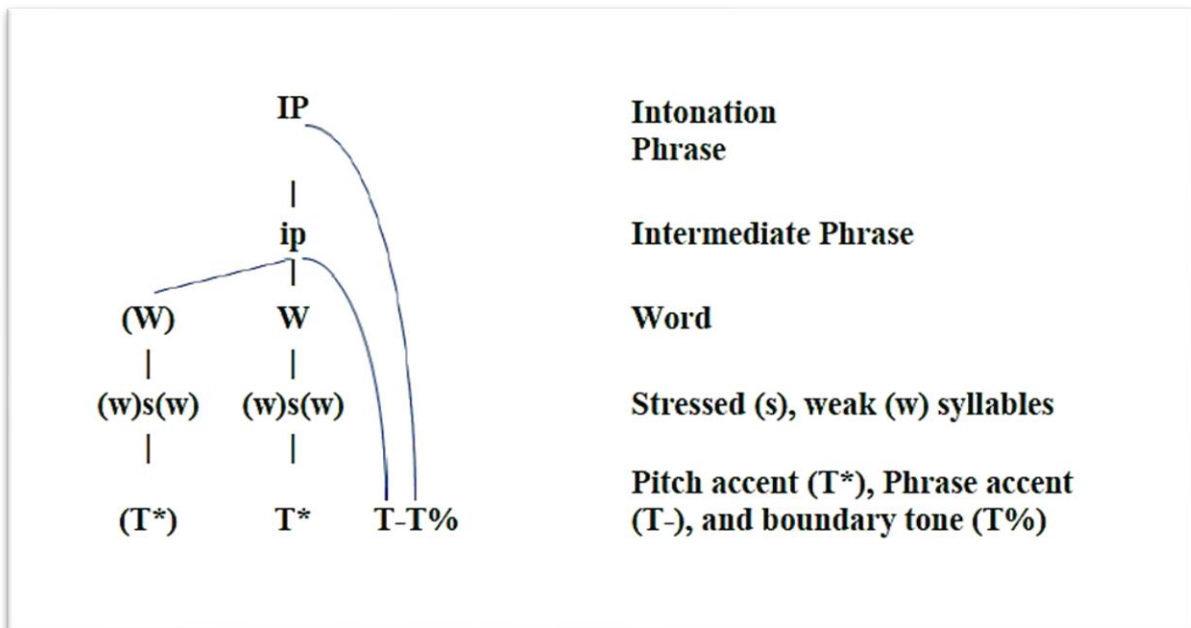 IP
Intonation
Phrase
ip
Intermediate Phrase
(W) W
Word
(w)s(w) (w)s(w)
Stressed (s), weak (w) syllables
(T*) T* T-T%
Pitch accent (T*), Phrase accent
(T-), and boundary tone (T%)